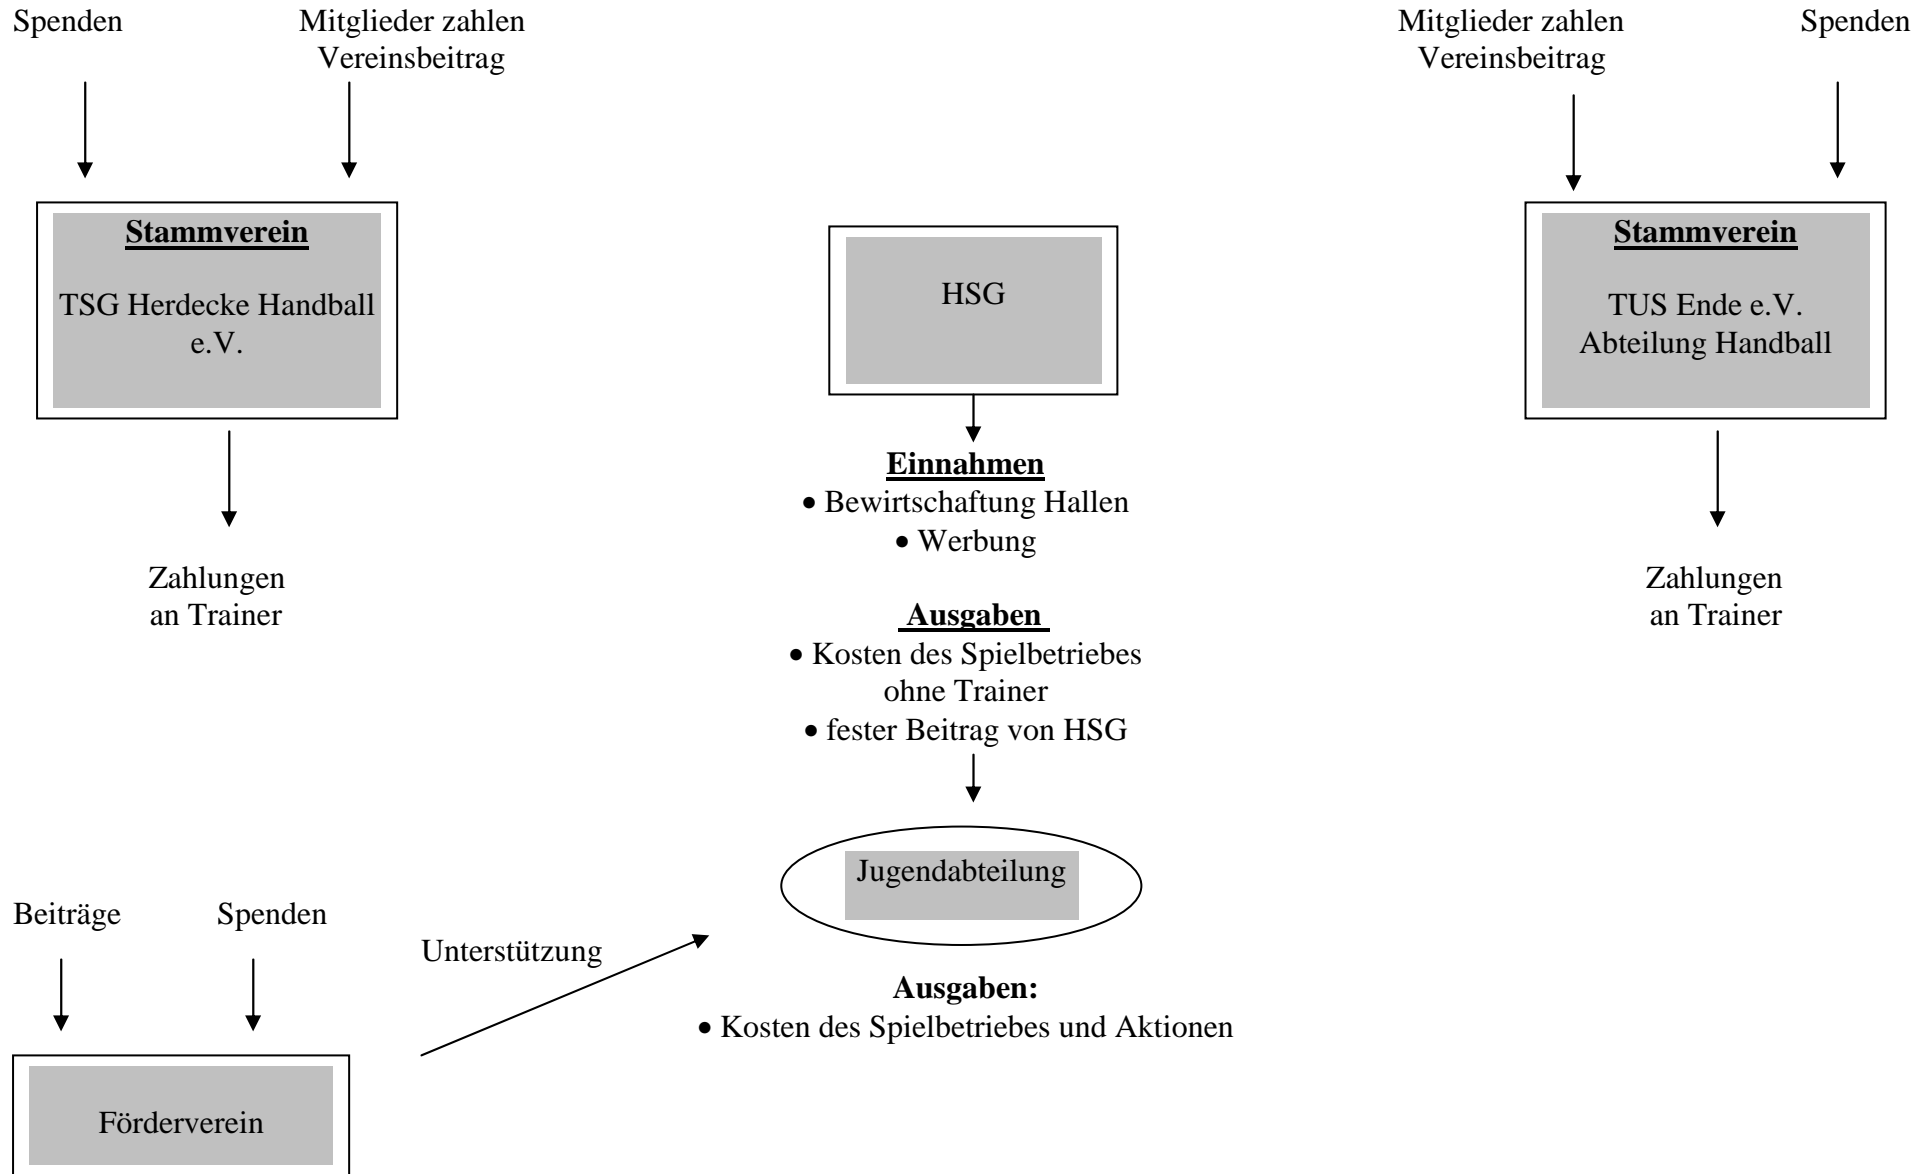 Spenden
Mitglieder zahlen
Vereinsbeitrag
Mitglieder zahlen
Vereinsbeitrag
Spenden
Stammverein
TSG Herdecke Handball
e.V.
HSG
Stammverein
TUS Ende e.V.
Abteilung Handball
Einnahmen
• Bewirtschaftung Hallen
• Werbung
Zahlungen
an Trainer
Zahlungen
an Trainer
Ausgaben
• Kosten des Spielbetriebes
ohne Trainer
• fester Beitrag von HSG
Jugendabteilung
Beiträge
Spenden
Unterstützung
Ausgaben:
• Kosten des Spielbetriebes und Aktionen
Förderverein